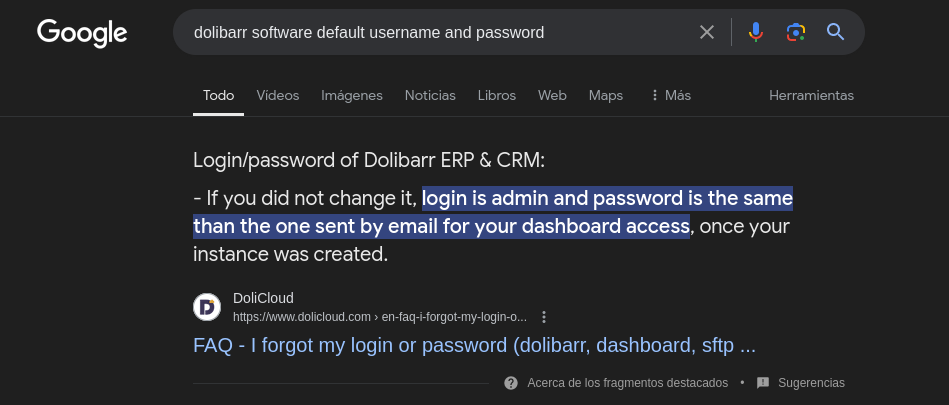 Google
dolibarr software default username and password
Todo Vídeos Imágenes Noticias Libros Web Maps Más Herramientas
Login/password of Dolibarr ERP & CRM:
- If you did not change it, login is admin and password is the same
than the one sent by email for your dashboard access, once your
instance was created.
D
DoliCloud
https://www.dolicloud.com › en-faq-i-forgot-my-login-o...
FAQ - I forgot my login or password (dolibarr, dashboard, sftp ...
Acerca de los fragmentos destacados • Sugerencias